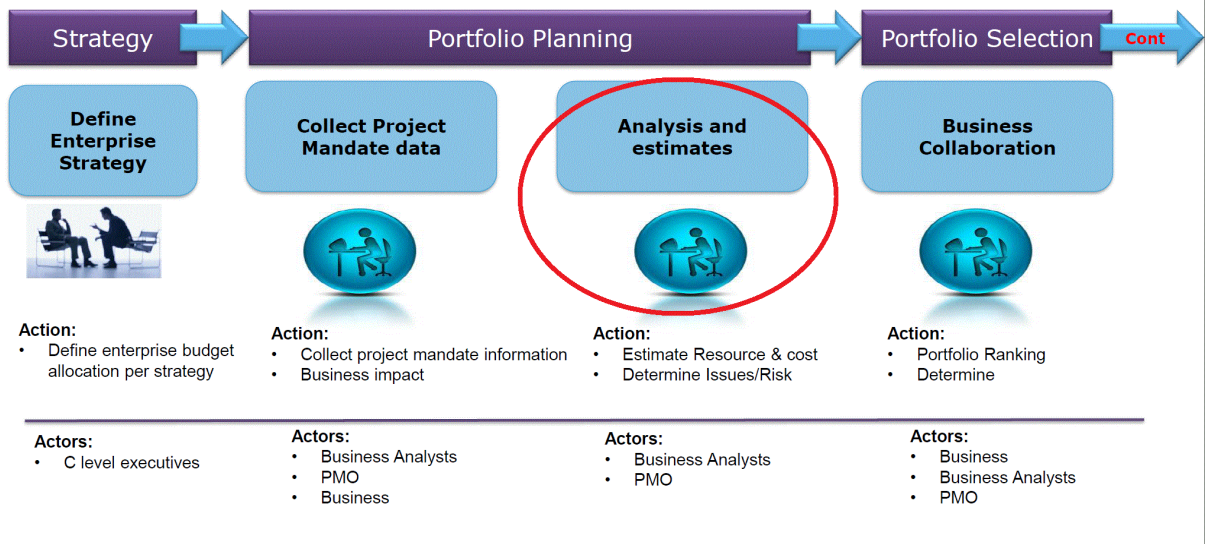 Strategy
Portfolio Planning
Portfolio Selection
Cont
Define
Enterprise
Strategy
Collect Project
Mandate data
Analysis and
estimates
Business
Collaboration
Action:
• Define enterprise budget
allocation per strategy
Action:
• Collect project mandate information
• Business impact
Action:
• Estimate Resource & cost
• Determine Issues/Risk
Action:
• Portfolio Ranking
• Determine
Actors:
• C level executives
Actors:
• Business Analysts
• PMO
• Business
Actors:
• Business Analysts
• PMO
Actors:
• Business
• Business Analysts
• PMO